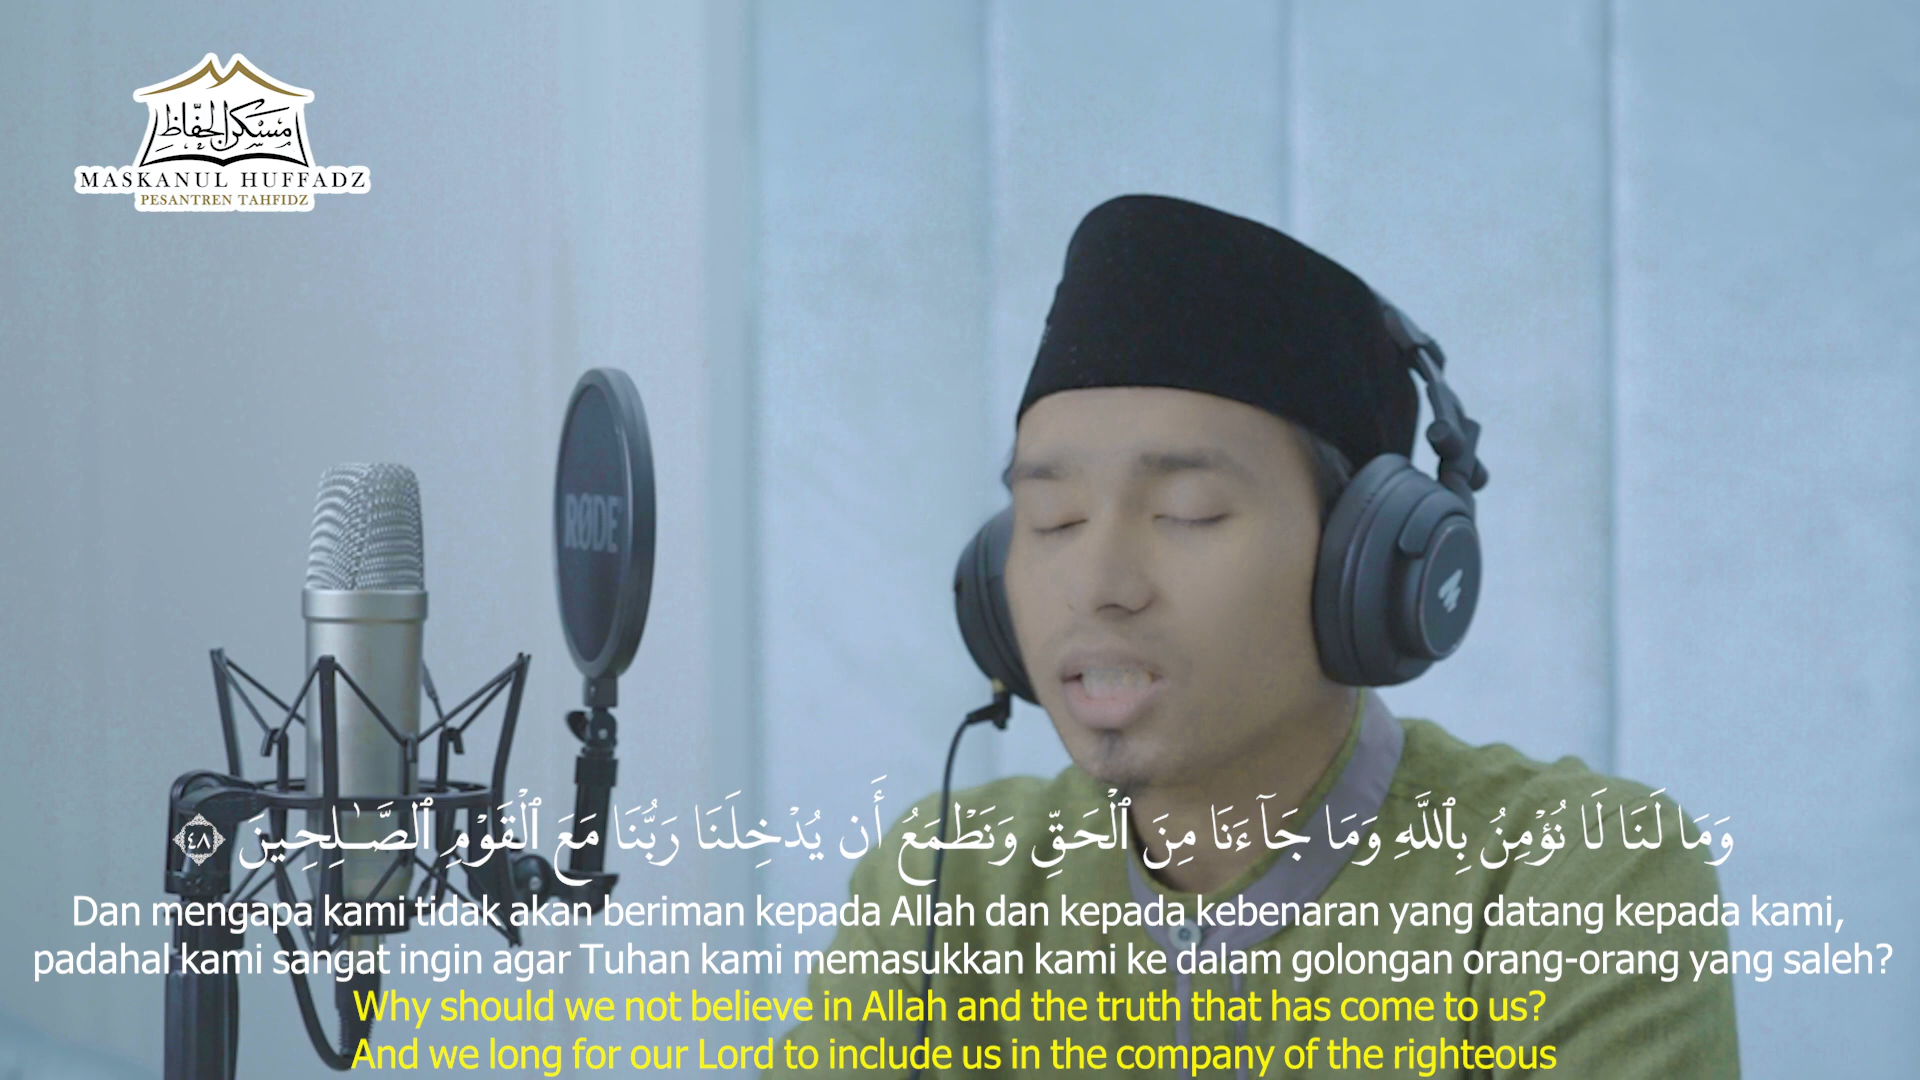 مَسْكَنُ الحُفَّاظِ
MASKANUL HUFFADZ
PESANTREN TAHFIDZ
RØDE
وَمَا لَنَا لَا نُؤْمِنُ بِٱللَّهِ وَمَا جَآءَنَا مِنَ ٱلْحَقِّ وَنَطْمَعُ أَن يُدْخِلَنَا رَبُّنَا مَعَ ٱلْقَوْمِ ٱلصَّـٰلِحِينَ ٤٨
Dan mengapa kami tidak akan beriman kepada Allah dan kepada kebenaran yang datang kepada kami,
padahal kami sangat ingin agar Tuhan kami memasukkan kami ke dalam golongan orang-orang yang saleh?
Why should we not believe in Allah and the truth that has come to us?
And we long for our Lord to include us in the company of the righteous